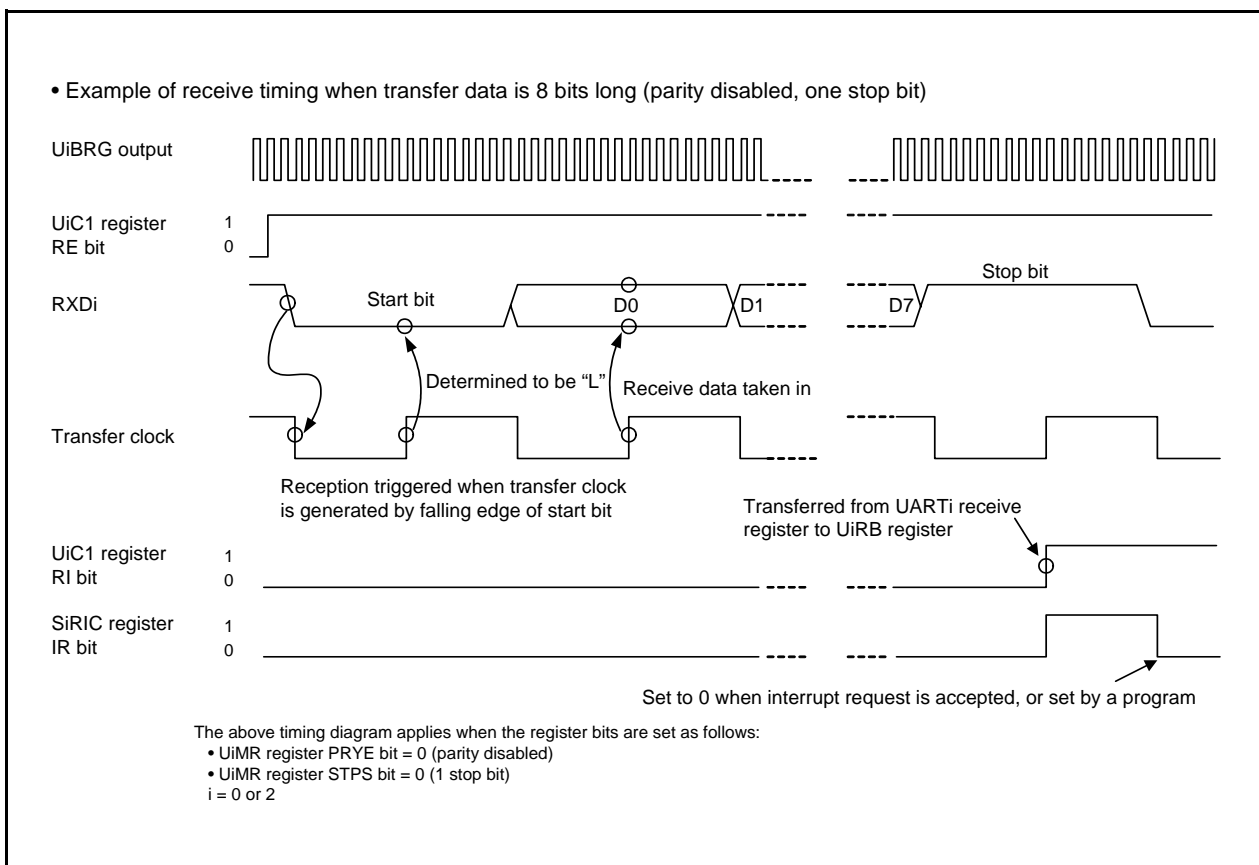 • Example of receive timing when transfer data is 8 bits long (parity disabled, one stop bit)
UiBRG output
UiC1 register
RE bit
1
0
RXDi
Start bit
D0
D1
D7
Stop bit
Determined to be “L”
Receive data taken in
Transfer clock
Reception triggered when transfer clock
is generated by falling edge of start bit
Transferred from UARTi receive
register to UiRB register
UiC1 register
RI bit
1
0
SiRIC register
IR bit
1
0
Set to 0 when interrupt request is accepted, or set by a program
The above timing diagram applies when the register bits are set as follows:
• UiMR register PRYE bit = 0 (parity disabled)
• UiMR register STPS bit = 0 (1 stop bit)
i = 0 or 2